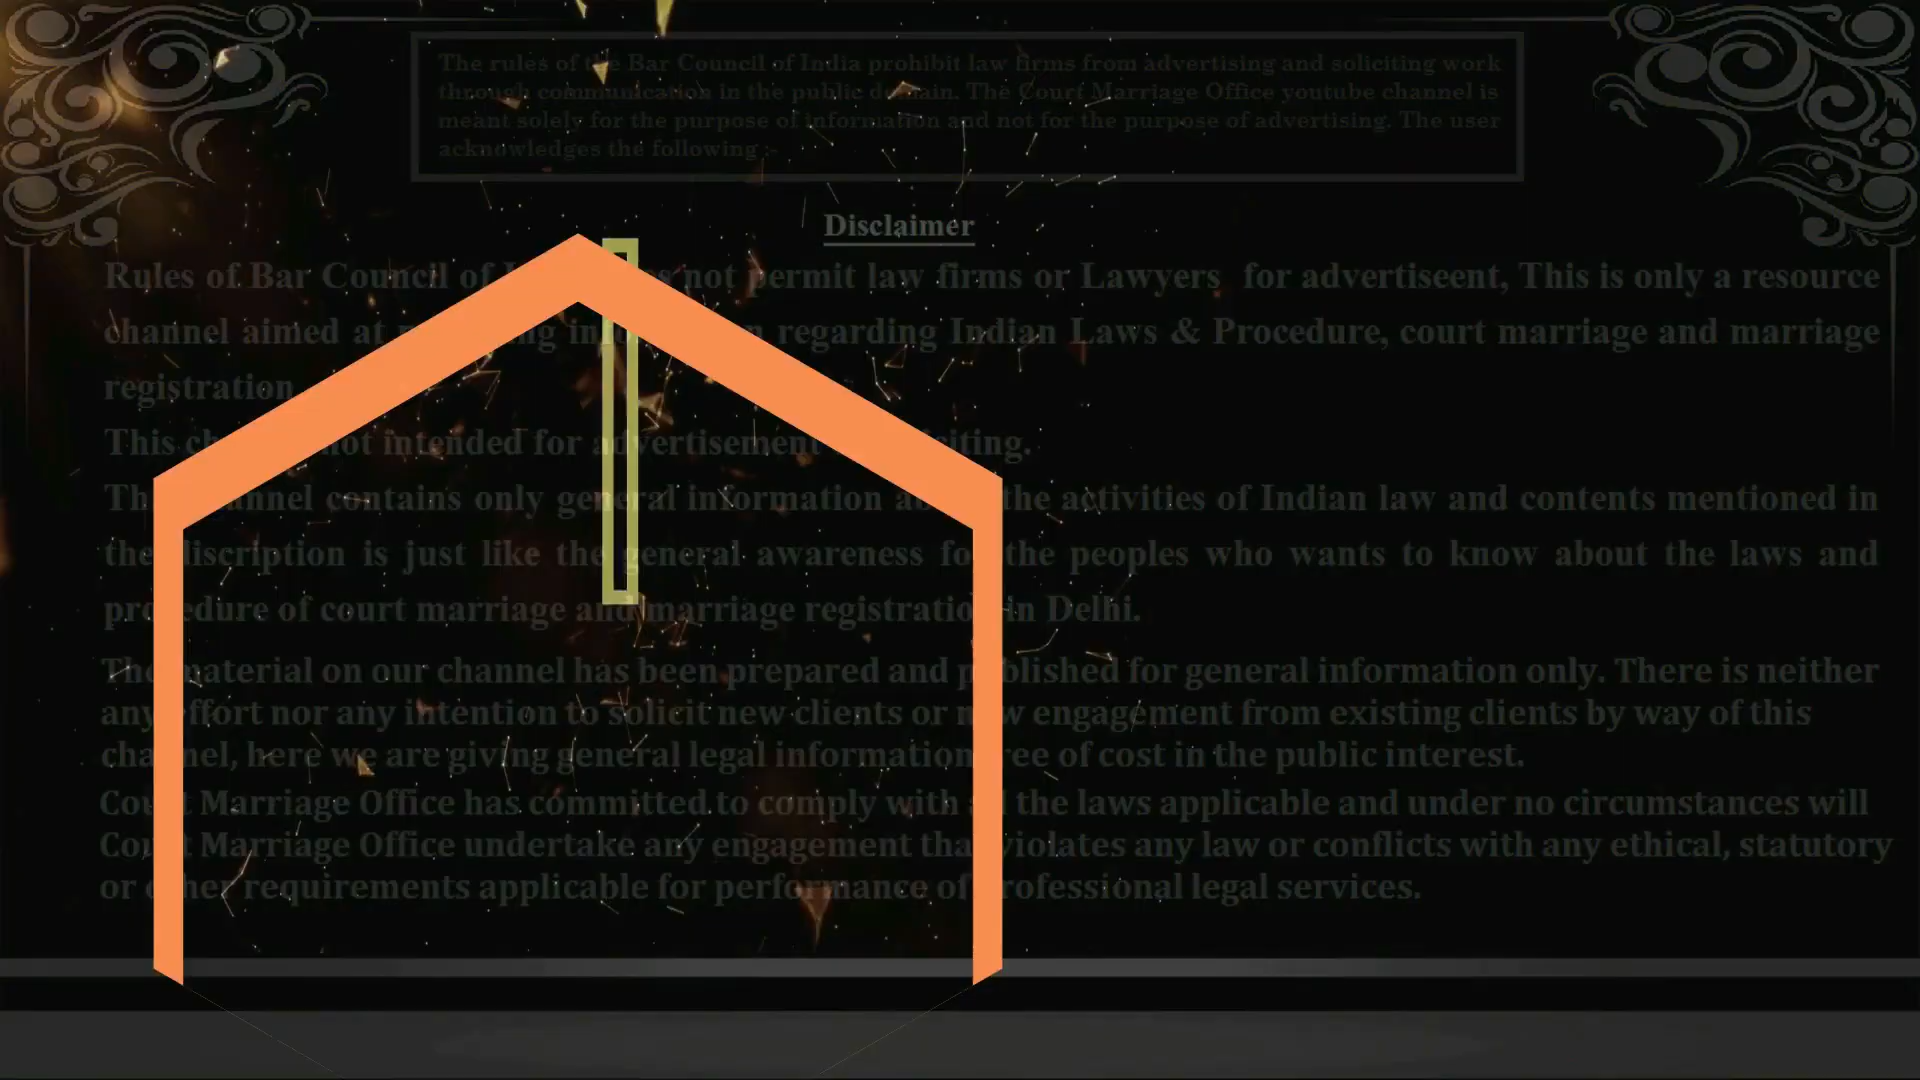 The rules of the Bar Council of India prohibit law firms from advertising and soliciting work
through communication in the public domain. The Court Marriage Office youtube channel is
meant solely for the purpose of information and not for the purpose of advertising. The user
acknowledges the following :-
Disclaimer
Rules of Bar Council of not permit law firms or Lawyers for advertiseent, This is only a resource
channel aimed at regarding Indian Laws & Procedure, court marriage and marriage
registration
This not intended for advertisement
channel contains only general information the activities of Indian law and contents mentioned in
the discription is just like the general awareness for the peoples who wants to know about the laws and
procedure of court marriage and marriage registration in Delhi.
The material on our channel has been prepared and published for general information only. There is neither
any effort nor any intention to solicit new clients or new engagement from existing clients by way of this
channel, here we are giving general legal information free of cost in the public interest.
Court Marriage Office has committed to comply with all the laws applicable and under no circumstances will
Court Marriage Office undertake any engagement that violates any law or conflicts with any ethical, statutory
or other requirements applicable for performance of professional legal services.